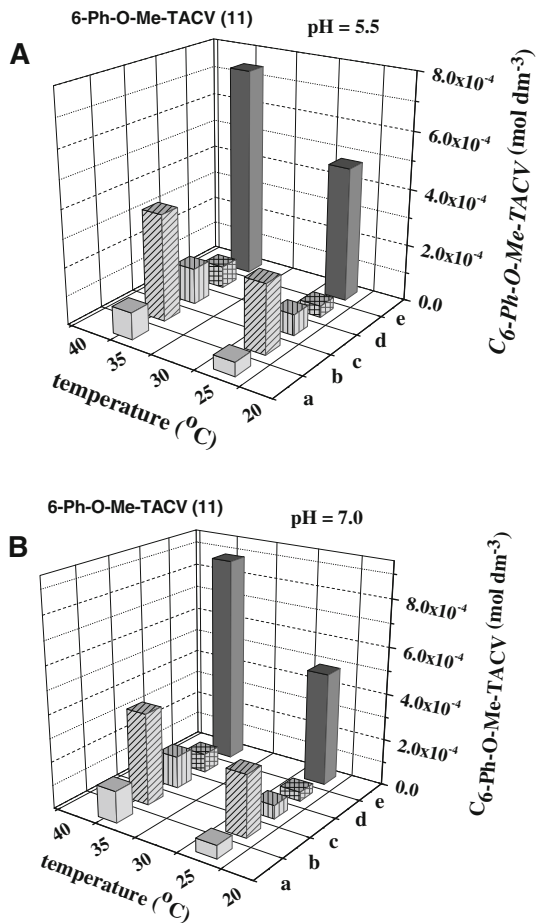 6-Ph-O-Me-TACV (11)
pH = 5.5
A
8.0x10-4
6.0x10-4
4.0x10-4
2.0x10-4
0.0
C6-Ph-O-Me-TACV (mol dm-3)
40
35
30
25
20
temperature (oC)
a
b
c
d
e
6-Ph-O-Me-TACV (11)
pH = 7.0
B
8.0x10-4
6.0x10-4
4.0x10-4
2.0x10-4
0.0
C6-Ph-O-Me-TACV (mol dm-3)
40
35
30
25
20
temperature (oC)
a
b
c
d
e